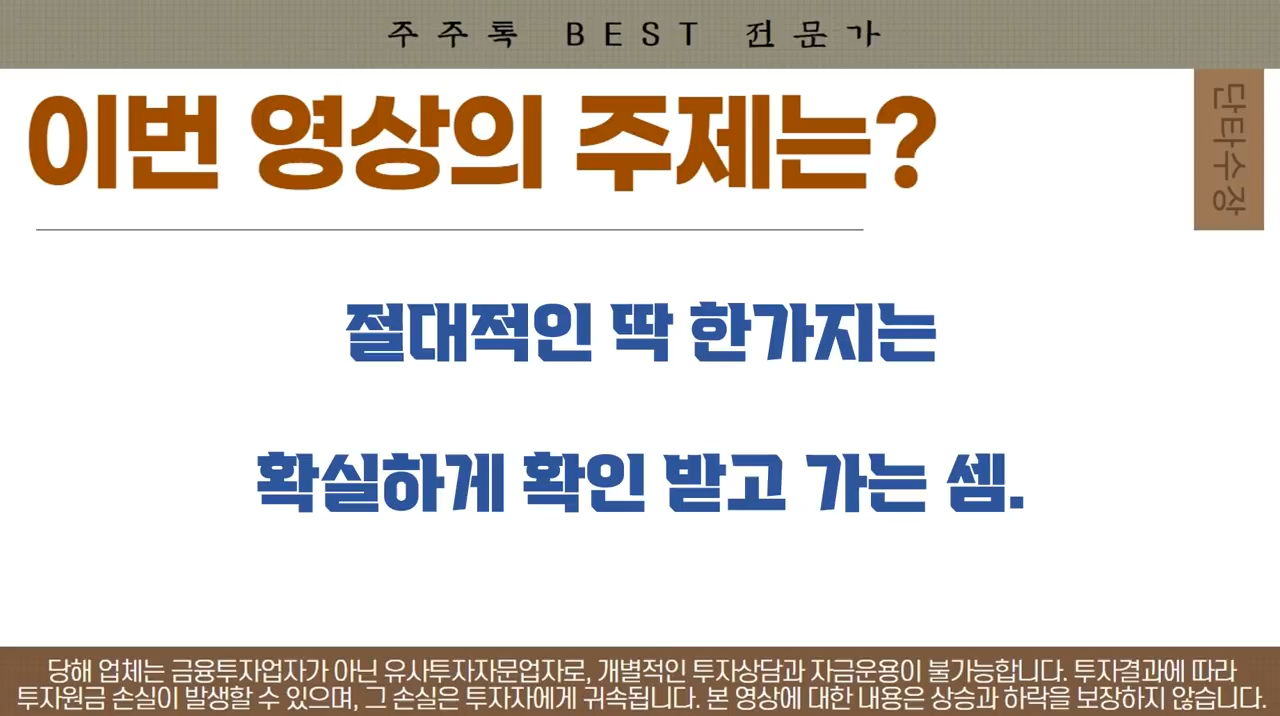 주주톡 BEST 전문가
이번 영상의 주제는?
단타수장
절대적인 딱 한가지는
확실하게 확인 받고 가는 셈.
당해 업체는 금융투자업자가 아닌 유사투자자문업자로, 개별적인 투자상담과 자금운용이 불가능합니다. 투자결과에 따라
투자원금 손실이 발생할 수 있으며, 그 손실은 투자자에게 귀속됩니다. 본 영상에 대한 내용은 상승과 하락을 보장하지 않습니다.